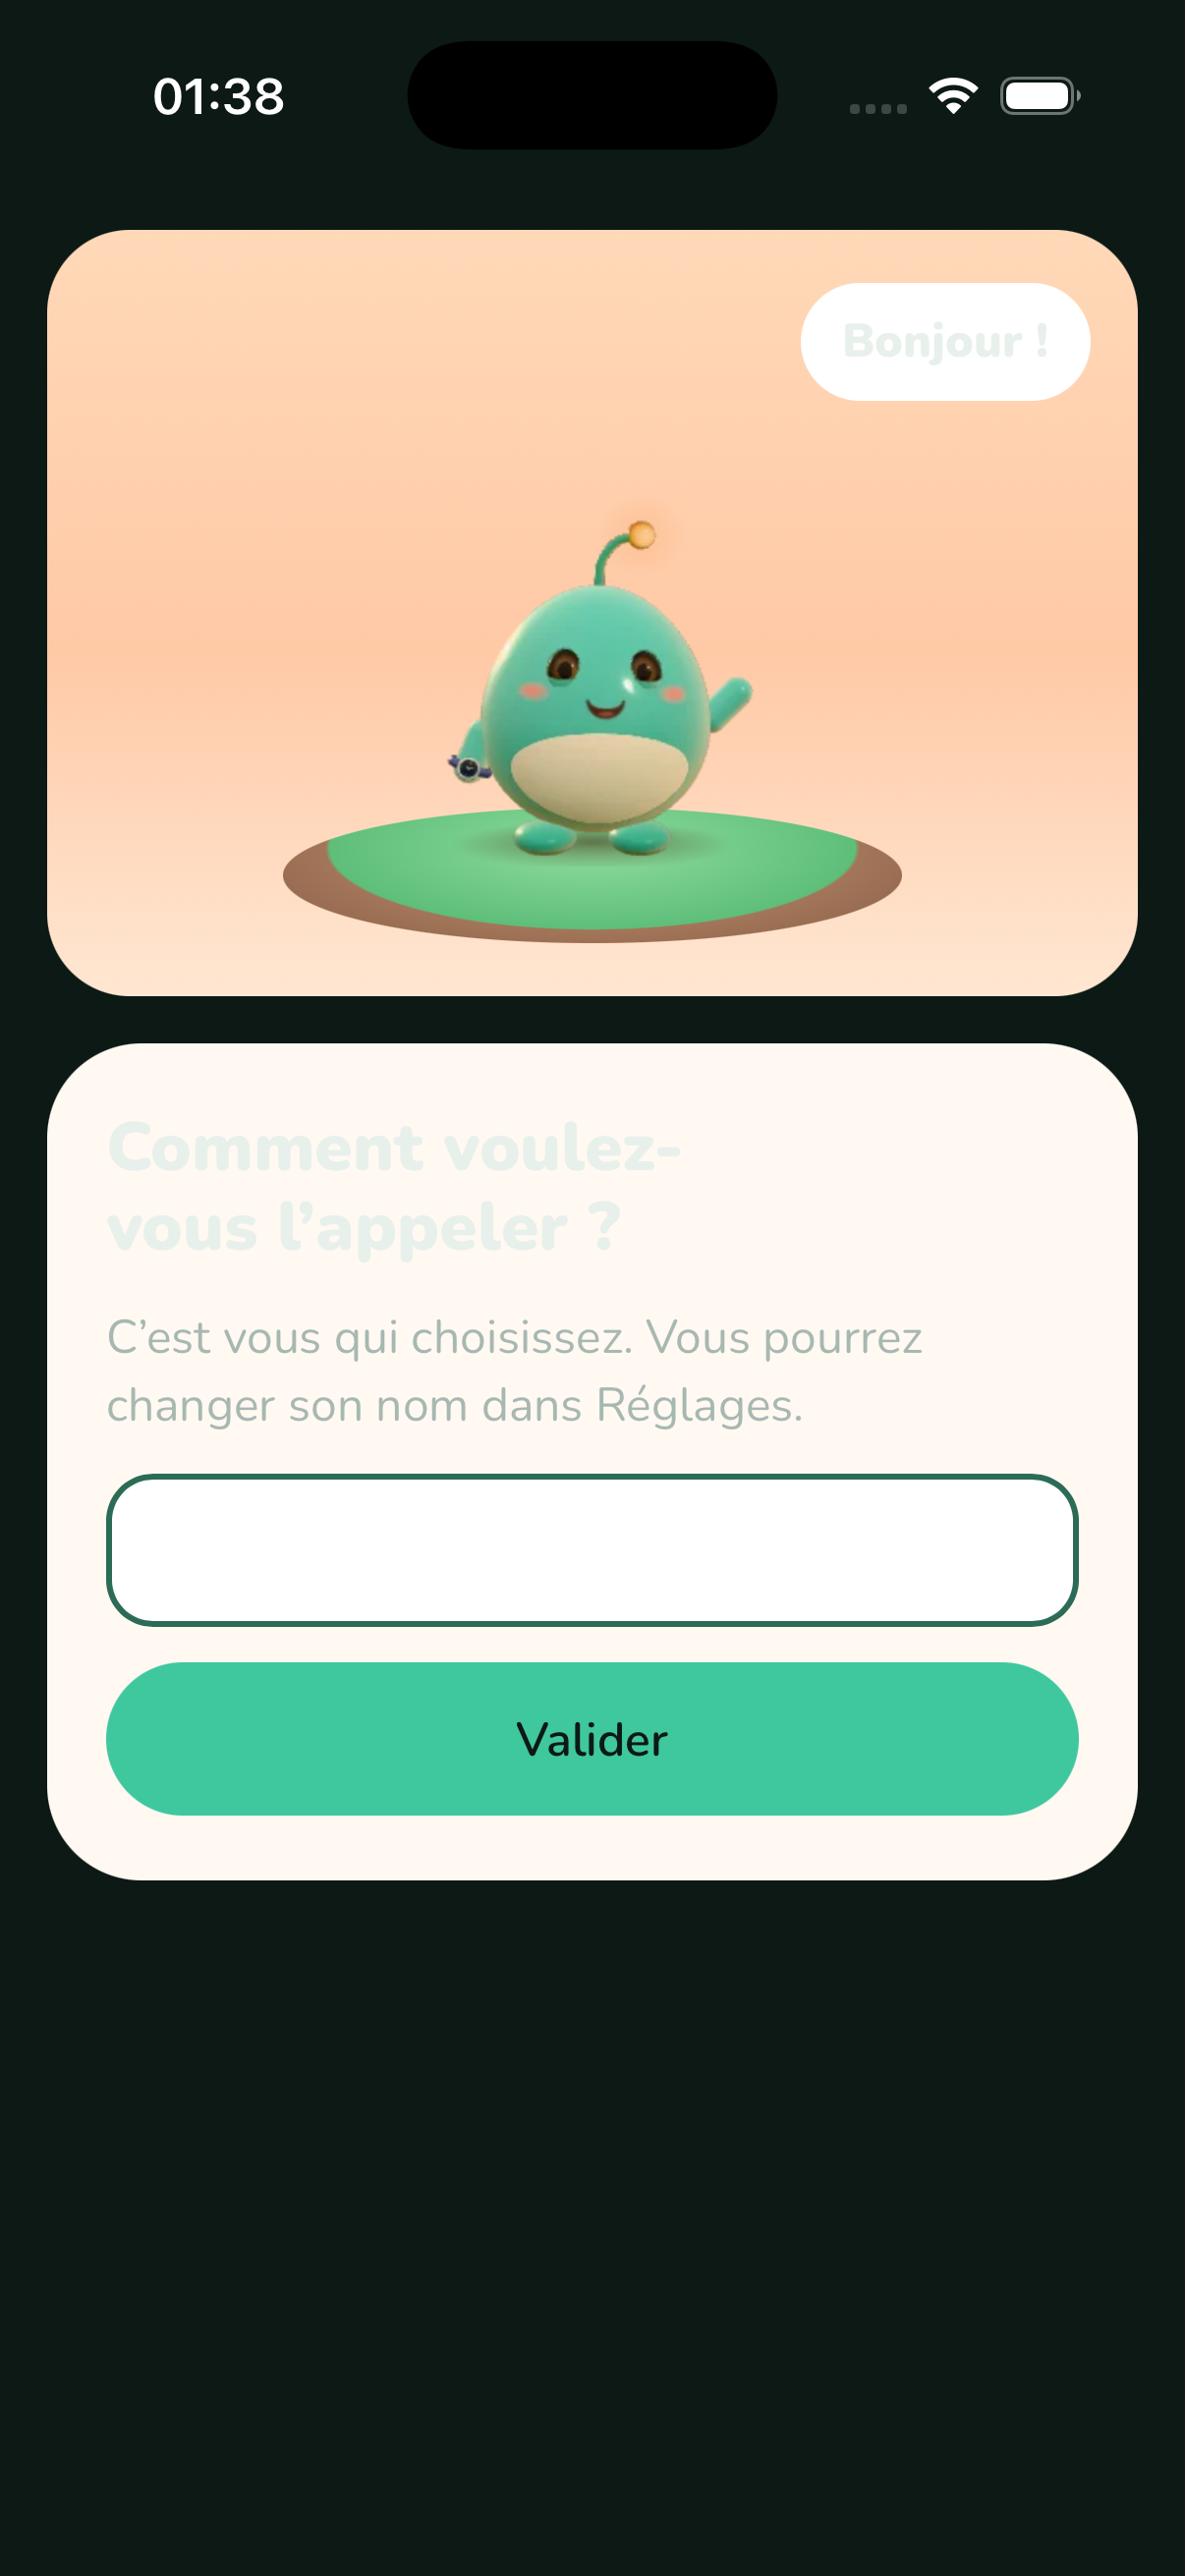 01:38
Bonjour !
Comment voulez-
vous l’appeler ?
C’est vous qui choisissez. Vous pourrez
changer son nom dans Réglages.
Valider